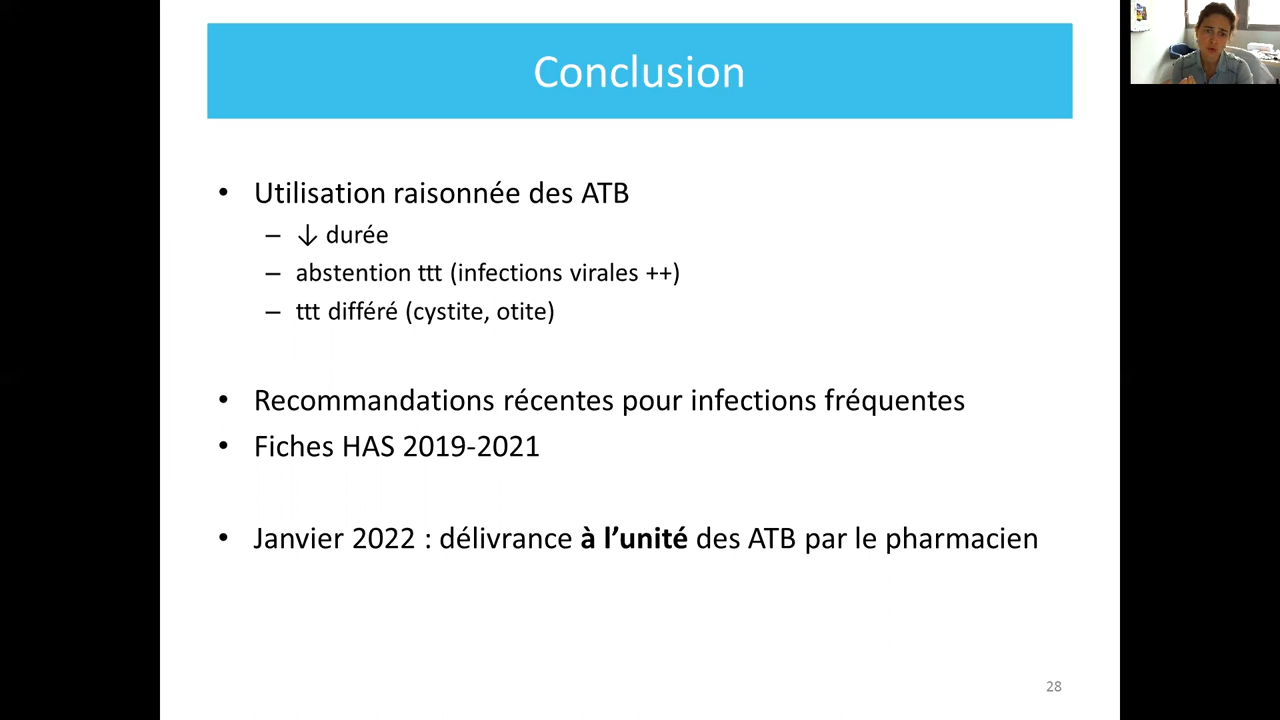 Conclusion
• Utilisation raisonnée des ATB
– ↓ durée
– abstention ttt (infections virales ++)
– ttt différé (cystite, otite)
• Recommandations récentes pour infections fréquentes
• Fiches HAS 2019-2021
• Janvier 2022 : délivrance à l’unité des ATB par le pharmacien
28